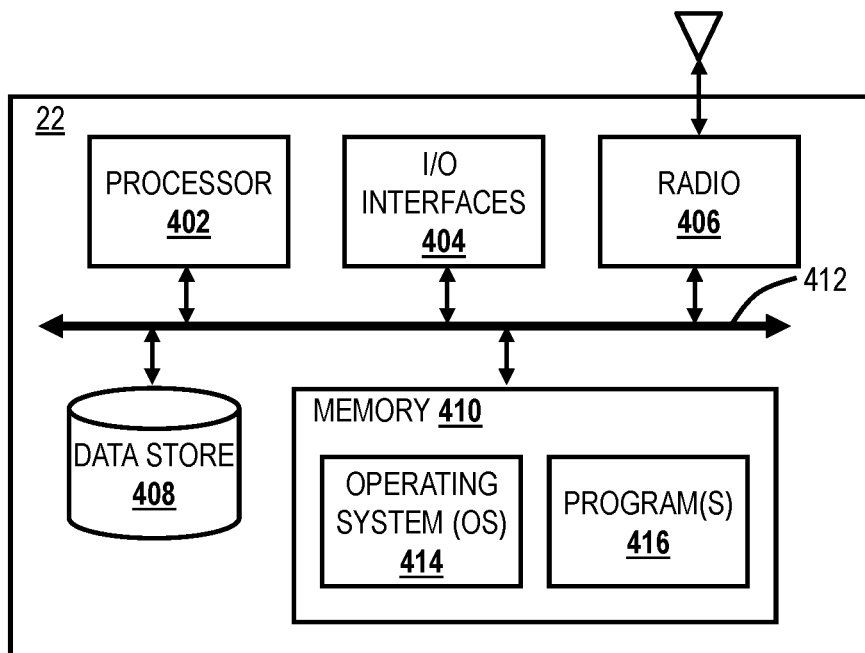 22
PROCESSOR
402
I/O
INTERFACES
404
RADIO
406
412
DATA STORE
408
MEMORY 410
OPERATING
SYSTEM (OS)
414
PROGRAM(S)
416